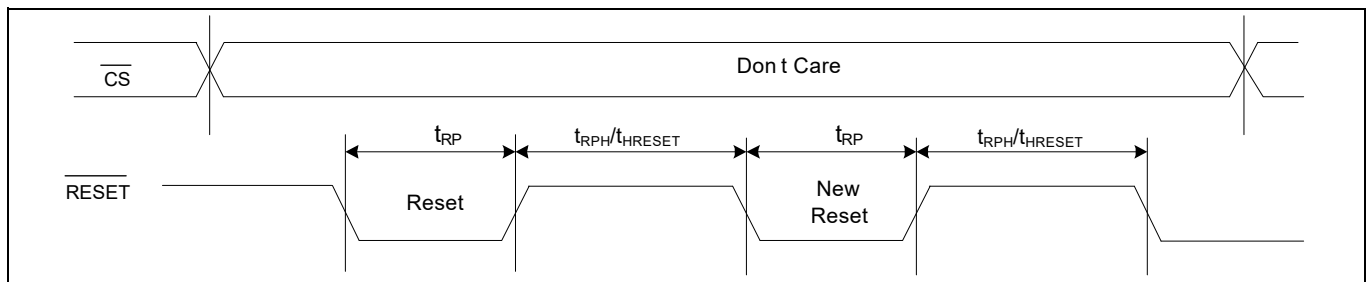 CS
Don t Care
tRP
tRPH/tHRESET
tRP
tRPH/tHRESET
RESET
Reset
New
Reset